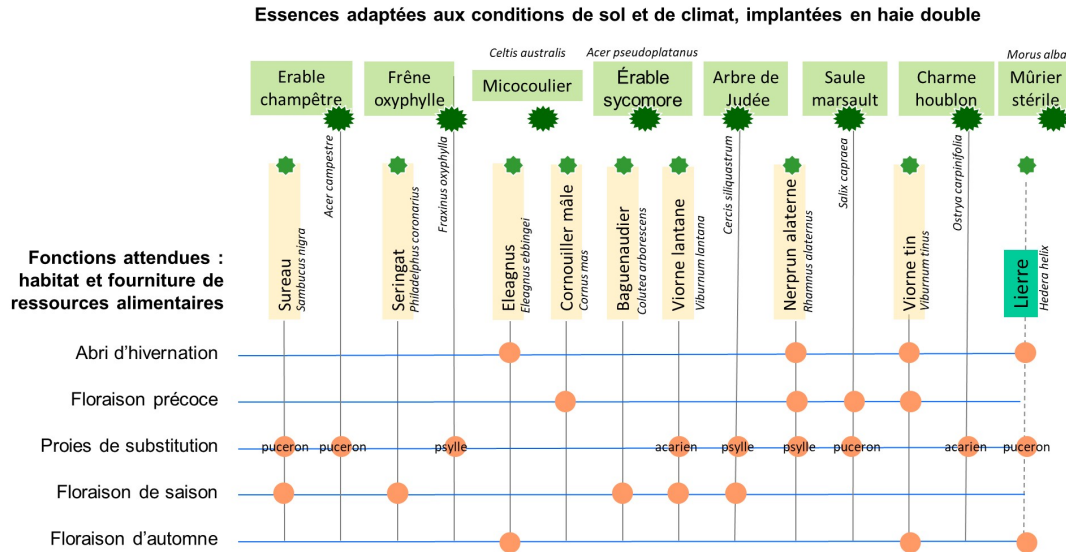 Essences adaptées aux conditions de sol et de climat, implantées en haie double
Celtis australis
Acer pseudoplatanus
Morus alba
Erable
champêtre
Frêne
oxyphylle
Micocoulier
Érable
sycomore
Arbre de
Judée
Saule
marsault
Charme
houblon
Mûrier
stérile
Sureau
Sambucus nigra
Acer campestre
Seringat
Philadelphus coronarius
Fraxinus oxyphylla
Eleagnus
Eleagnus ebbingei
Cornouiller mâle
Cornus mas
Baguenaudier
Colutea arborescens
Viorne lantane
Viburnum lantana
Cercis siliquastrum
Nerprun alaterne
Rhamnus alaternus
Salix capraea
Viorne tin
Viburnum tinus
Ostrya carpinifolia
Lierre
Hedera helix
Fonctions attendues :
habitat et fourniture de
ressources alimentaires
Abri d'hivernation
Floraison précoce
Proies de substitution
puceron
puceron
psylle
acarien
psylle
psylle
puceron
acarien
puceron
Floraison de saison
Floraison d'automne